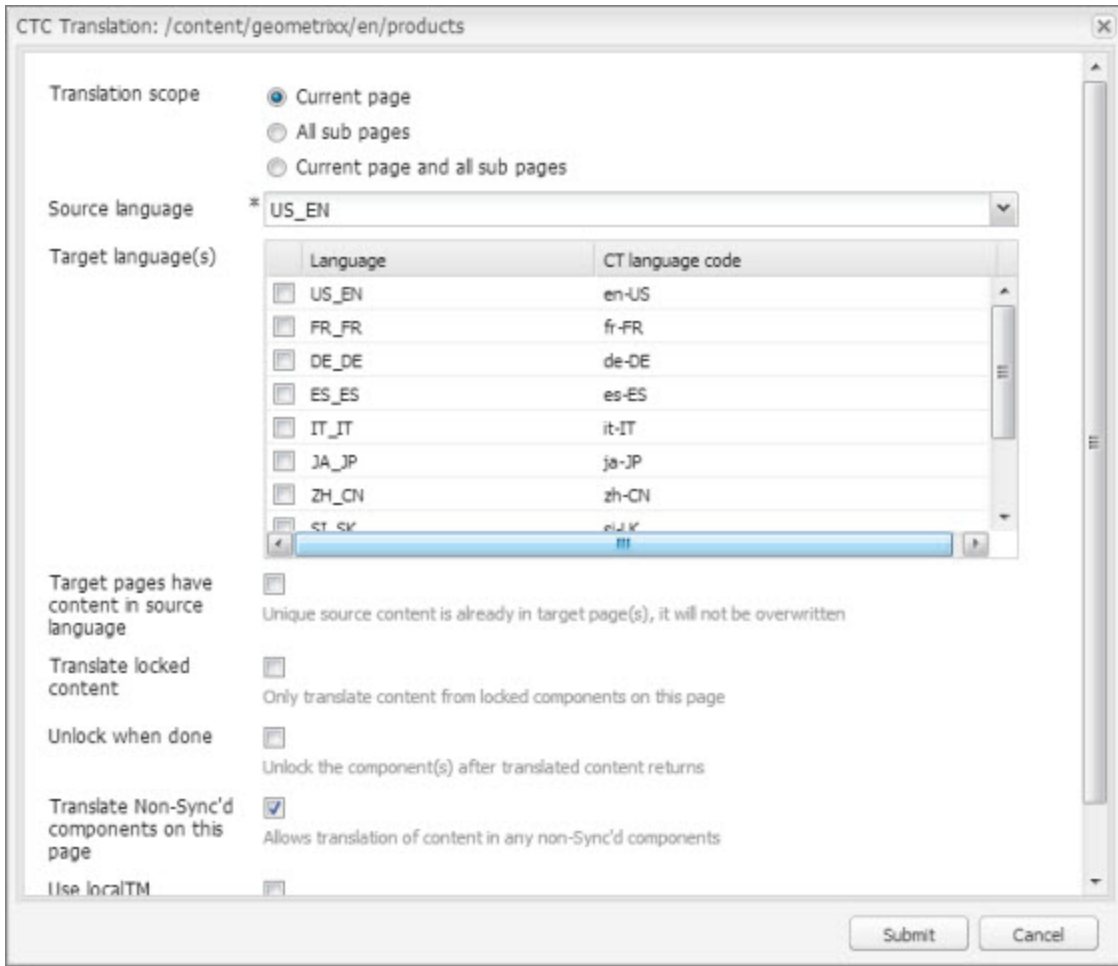 CTC Translation: /content/geometrixx/en/products
Translation scope
Current page
All sub pages
Current page and all sub pages
Source language * US_EN
Target language(s)
Language CT language code
US_EN en-US
FR_FR fr-FR
DE_DE de-DE
ES_ES es-ES
IT_IT it-IT
JA_JP ja-JP
ZH_CN zh-CN
SI_SK si-LK
Target pages have
content in source
language
Unique source content is already in target page(s), it will not be overwritten
Translate locked
content
Only translate content from locked components on this page
Unlock when done
Unlock the component(s) after translated content returns
Translate Non-Sync'd
components on this
page
Allows translation of content in any non-Sync'd components
Use localTM
Submit Cancel